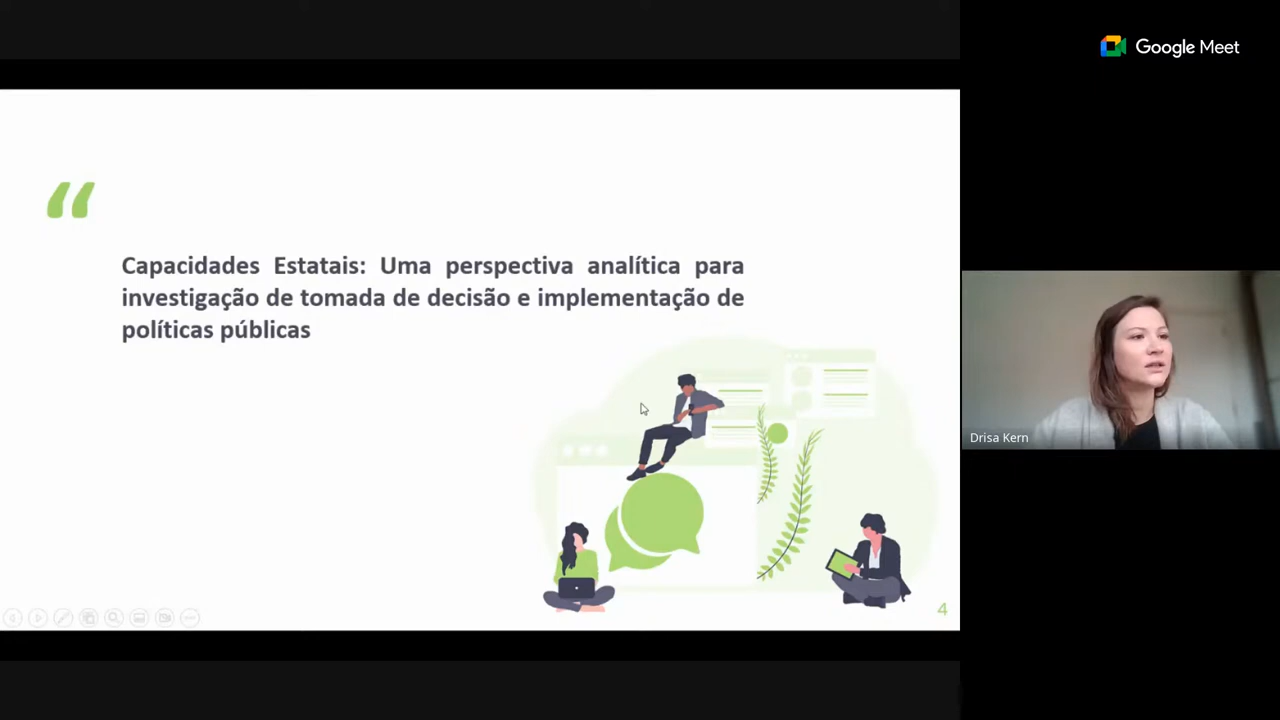 Google Meet
“
Capacidades Estatais: Uma perspectiva analítica para
investigação de tomada de decisão e implementação de
políticas públicas
Drisa Kern
4